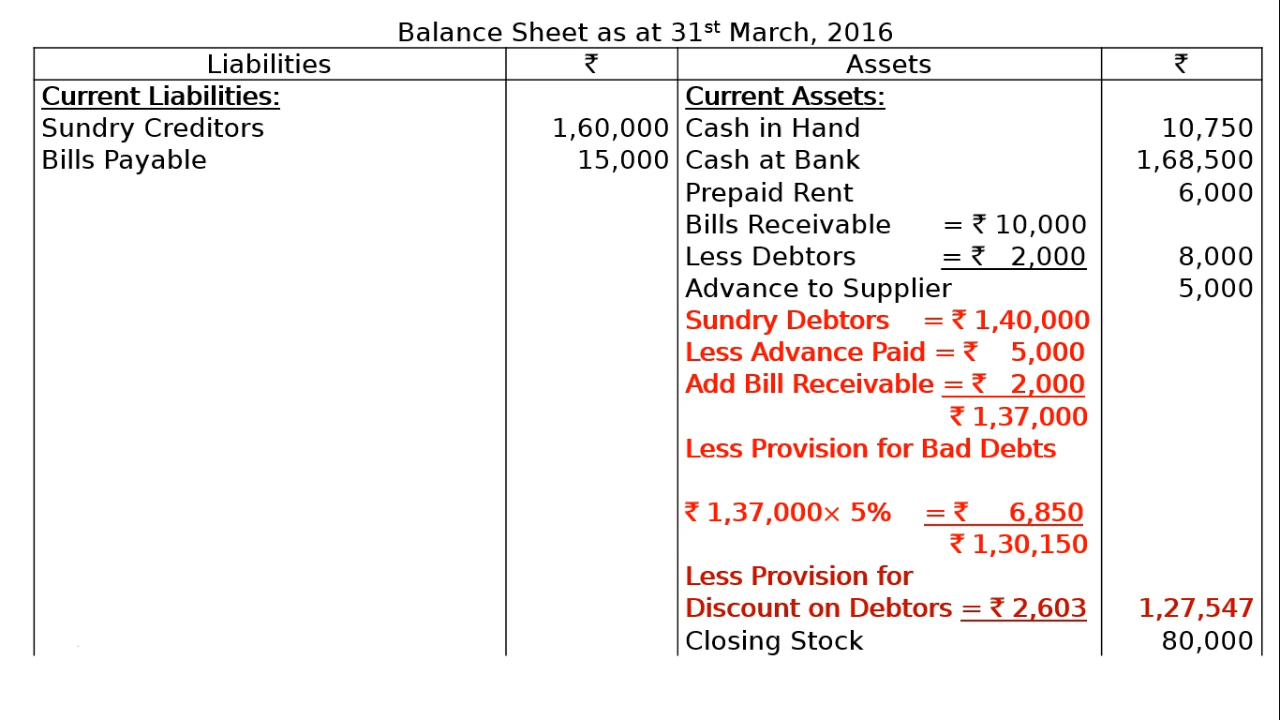 Balance Sheet as at 31st March, 2016
Liabilities ₹ Assets ₹
Current Liabilities: Current Assets:
Sundry Creditors 1,60,000 Cash in Hand 10,750
Bills Payable 15,000 Cash at Bank 1,68,500
Prepaid Rent 6,000
Bills Receivable = ₹ 10,000
Less Debtors = ₹ 2,000 8,000
Advance to Supplier 5,000
Sundry Debtors = ₹ 1,40,000
Less Advance Paid = ₹ 5,000
Add Bill Receivable = ₹ 2,000
₹ 1,37,000
Less Provision for Bad Debts
₹ 1,37,000× 5% = ₹ 6,850
₹ 1,30,150
Less Provision for
Discount on Debtors = ₹ 2,603 1,27,547
Closing Stock 80,000